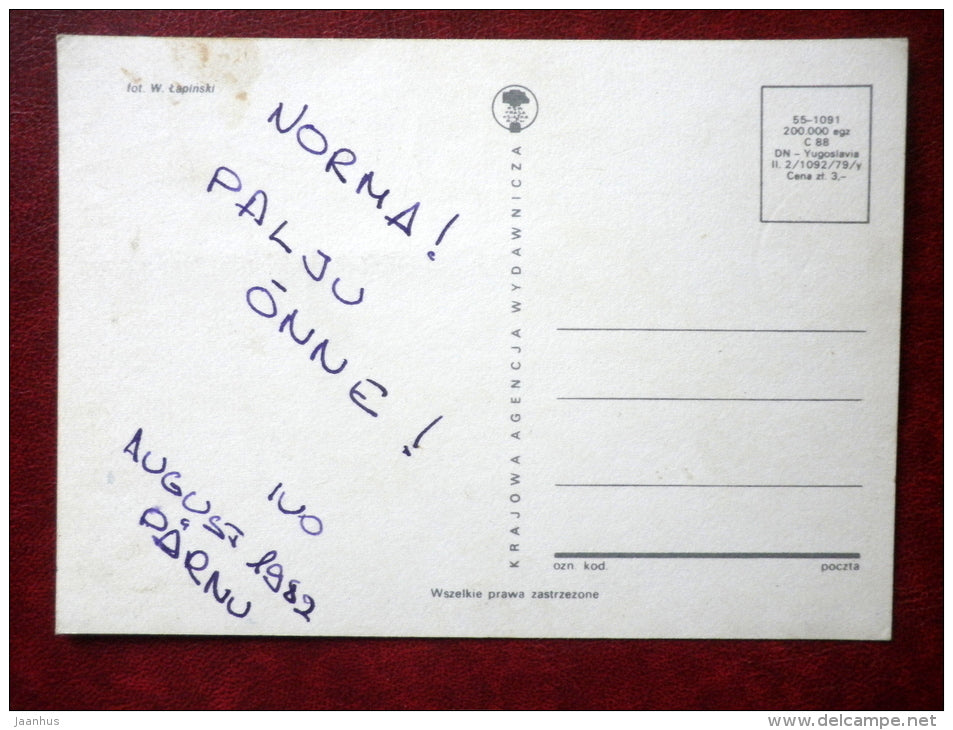 fot. W. Łapiński
NORMA!
PALJU
ÕNNE!
IVO
AUGUST 1982
PÄRNU
KRAJOWA AGENCJA WYDAWNICZA
55-1091
200.000 egz
C 88
DN - Yugoslavia
II. 2/1092/79/y
Cena zł. 3,-
ozn. kod.
poczta
Wszelkie prawa zastrzeżone
Jaanhus
www.delcampe.net